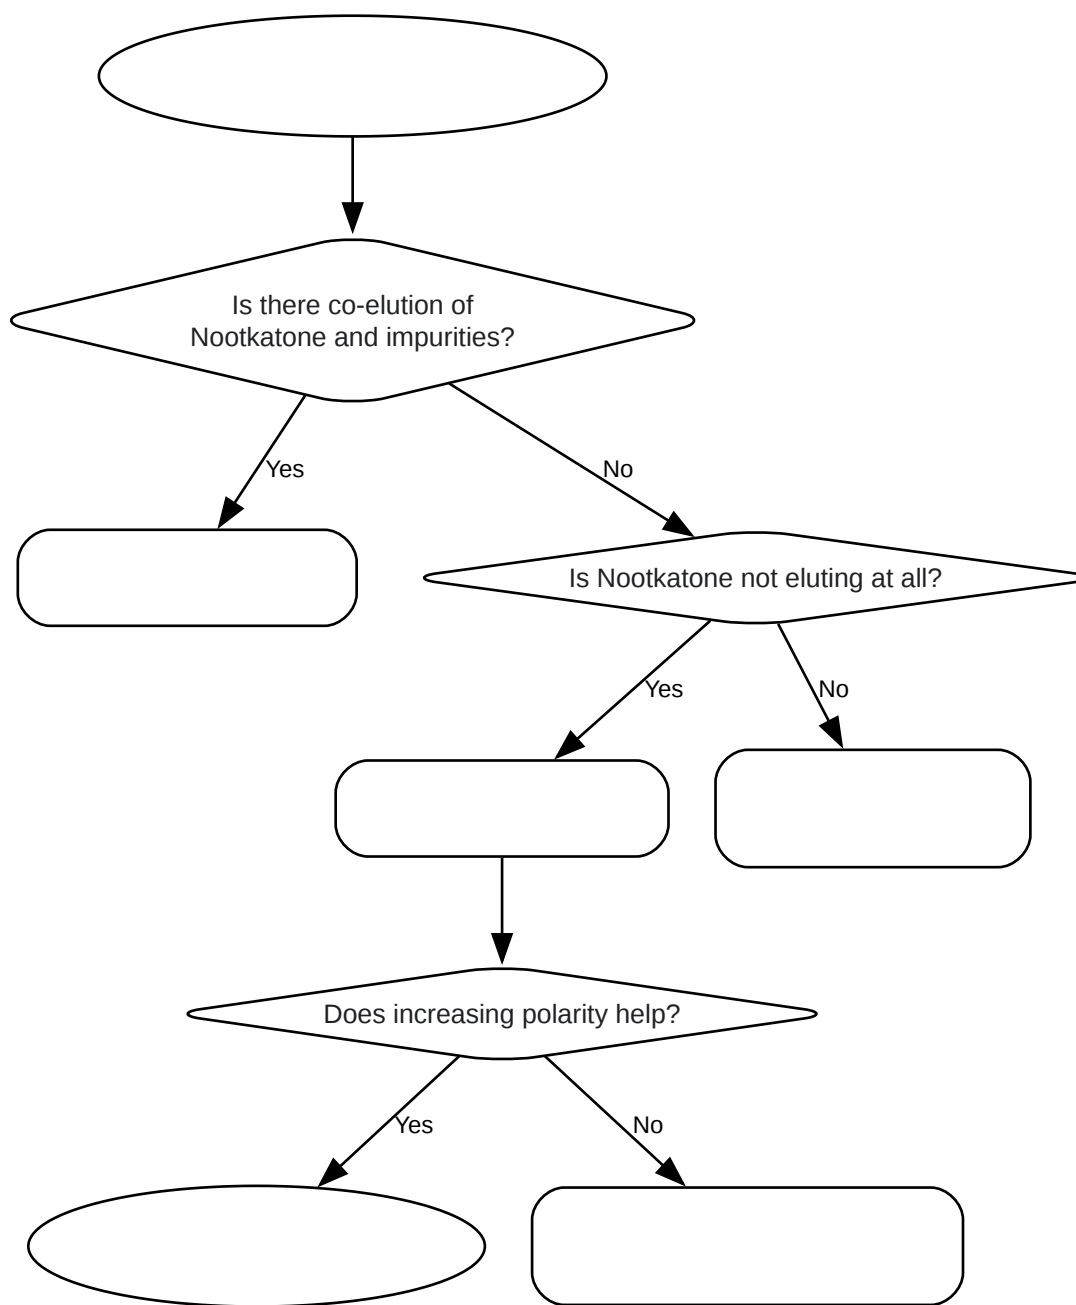 Is there co-elution of
Nootkatone and impurities?
Yes
No
Is Nootkatone not eluting at all?
Yes
No
Does increasing polarity help?
Yes
No